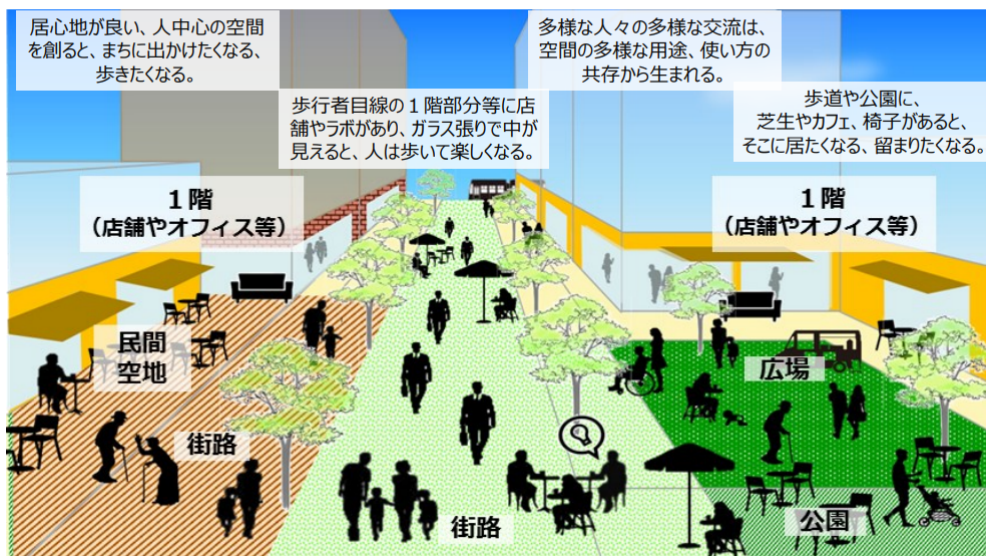 居心地が良い、人中心の空間
を創ると、まちに出かけたくなる、
歩きたくなる。
多様な人々の多様な交流は、
空間の多様な用途、使い方の
共存から生まれる。
歩行者目線の１階部分等に店
舗やラボがあり、ガラス張りで中が
見えると、人は歩いて楽しくなる。
歩道や公園に、
芝生やカフェ、椅子があると、
そこに居たくなる、留まりたくなる。
１階
（店舗やオフィス等）
１階
（店舗やオフィス等）
民間
空地
広場
街路
街路
公園